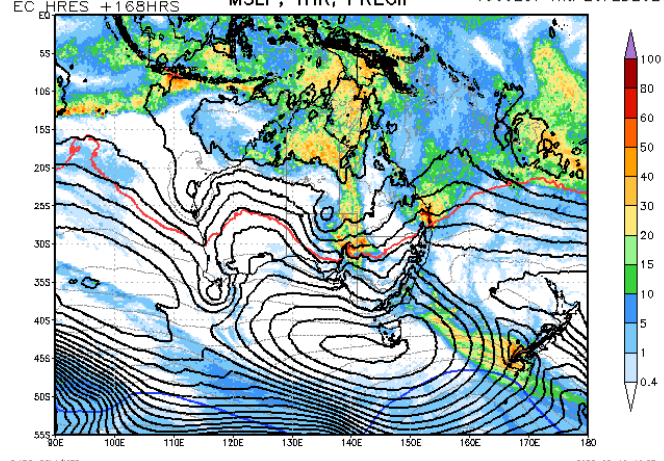 EC HRES +168HRS
MSLP, THK, PRECIP
EQ
5S
10S
15S
20S
25S
30S
35S
40S
45S
50S
55S
90E
100E
110E
120E
130E
140E
150E
160E
170E
180
100
80
60
50
40
30
20
15
10
5
1
0.4